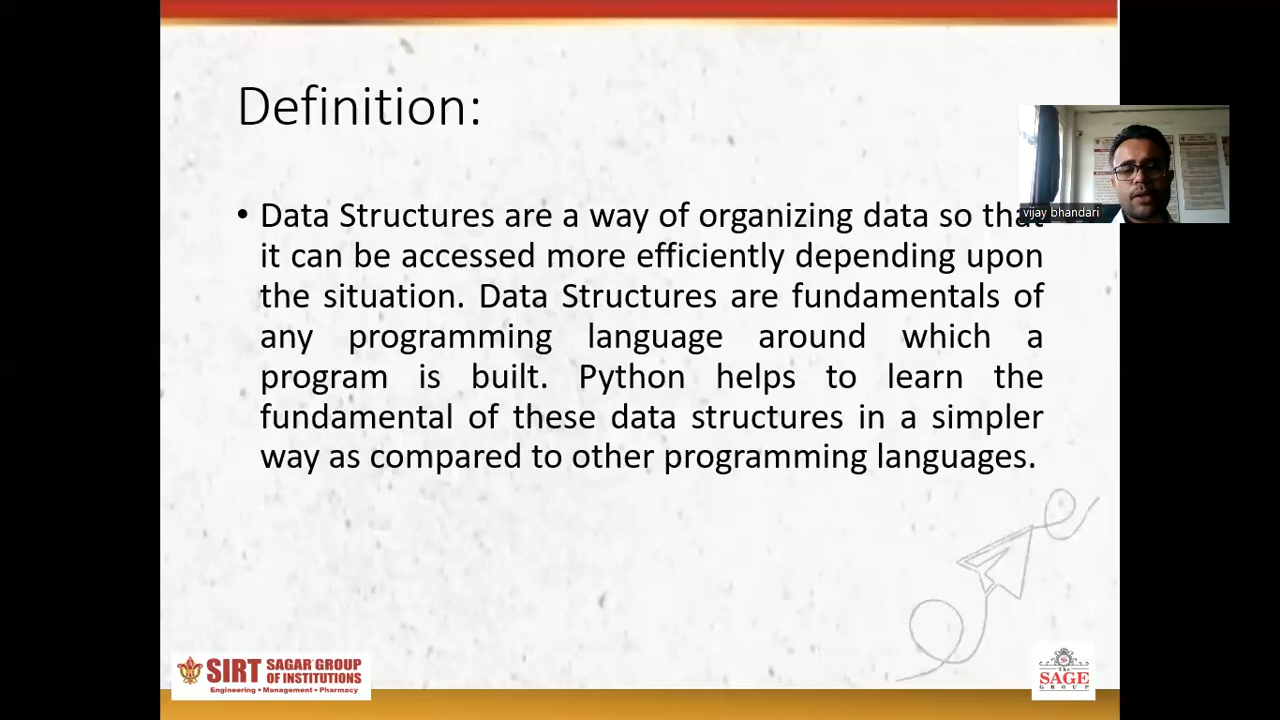 Definition:
• Data Structures are a way of organizing data so that
it can be accessed more efficiently depending upon
the situation. Data Structures are fundamentals of
any programming language around which a
program is built. Python helps to learn the
fundamental of these data structures in a simpler
way as compared to other programming languages.
vijay bhandari
SIRT SAGAR GROUP
OF INSTITUTIONS
Engineering • Management • Pharmacy
The
SAGE
GROUP